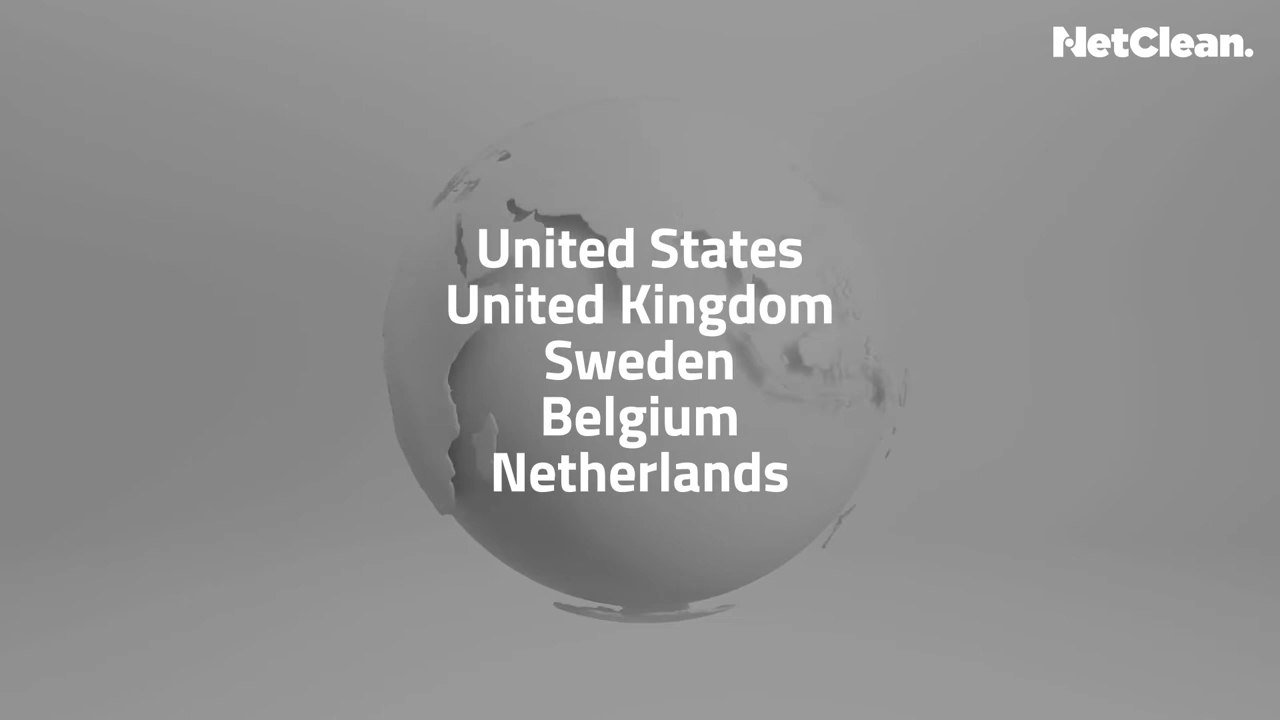 NetClean.
United States
United Kingdom
Sweden
Belgium
Netherlands